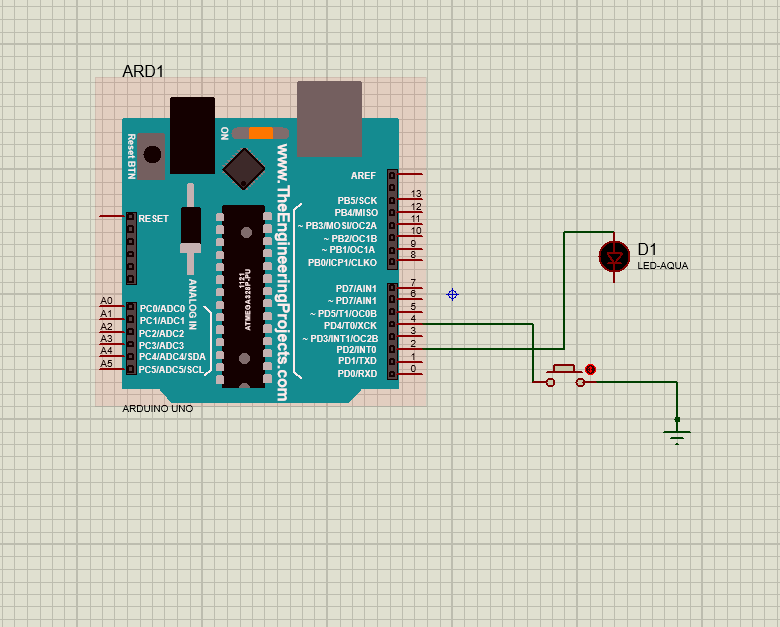 ARD1
Reset BTN
ON
www.TheEngineeringProjects.com
AREF
PB5/SCK 13
PB4/MISO 12
~ PB3/MOSI/OC2A 11
~ PB2/OC1B 10
~ PB1/OC1A 9
PB0/ICP1/CLKO 8
RESET
ANALOG IN
1121
ATMEGA328P-PU
PD7/AIN1 7
~ PD7/AIN1 6
~ PD5/T1/OC0B 5
PD4/T0/XCK 4
~ PD3/INT1/OC2B 3
PD2/INT0 2
PD1/TXD 1
PD0/RXD 0
A0 PC0/ADC0
A1 PC1/ADC1
A2 PC2/ADC2
A3 PC3/ADC3
A4 PC4/ADC4/SDA
A5 PC5/ADC5/SCL
ARDUINO UNO
D1
LED-AQUA